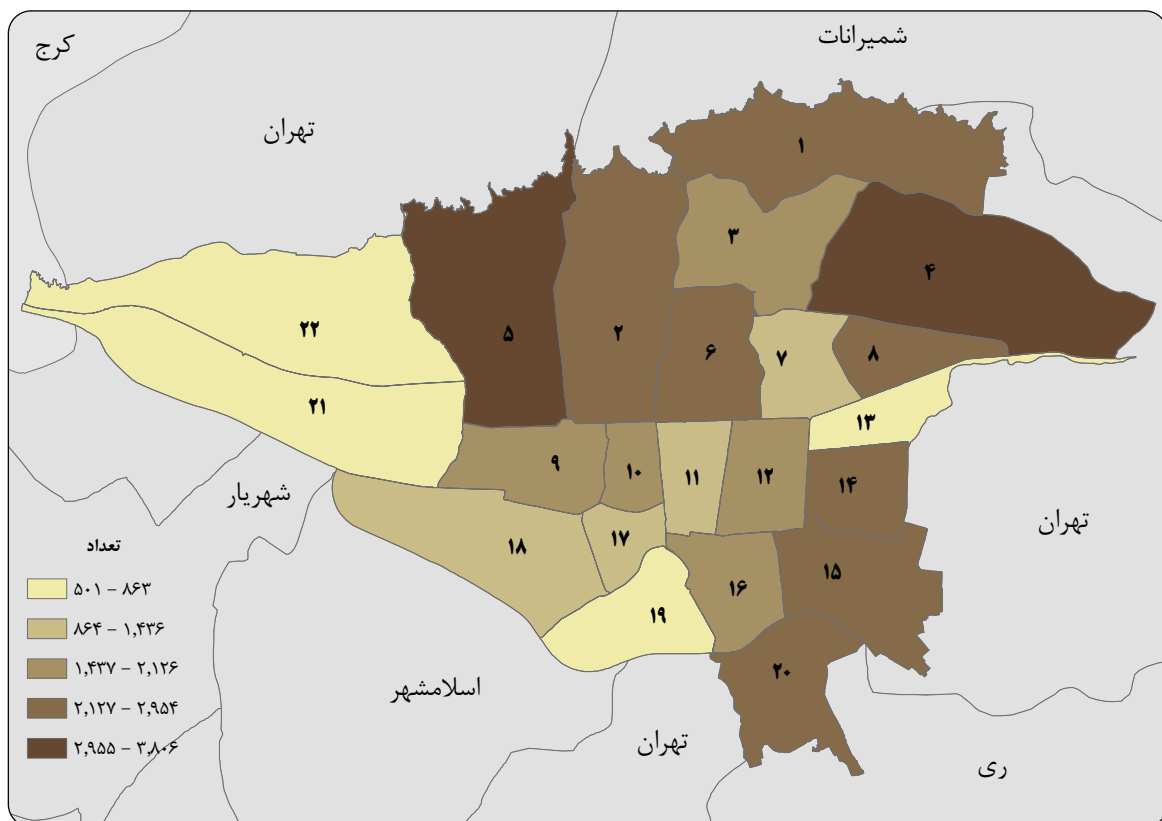 کرج
شمیرانات
تهران
۱
۳
۴
۲۲
۵
۲
۶
۷
۸
۲۱
۱۳
۹
۱۰
۱۱
۱۲
۱۴
شهریار
تهران
۱۸
۱۷
۱۵
۱۶
۱۹
۲۰
اسلامشهر
تهران
ری
تعداد
۵۰۱ - ۸۶۳
۸۶۴ - ۱,۴۳۶
۱,۴۳۷ - ۲,۱۲۶
۲,۱۲۷ - ۲,۹۵۴
۲,۹۵۵ - ۳,۸۰۶